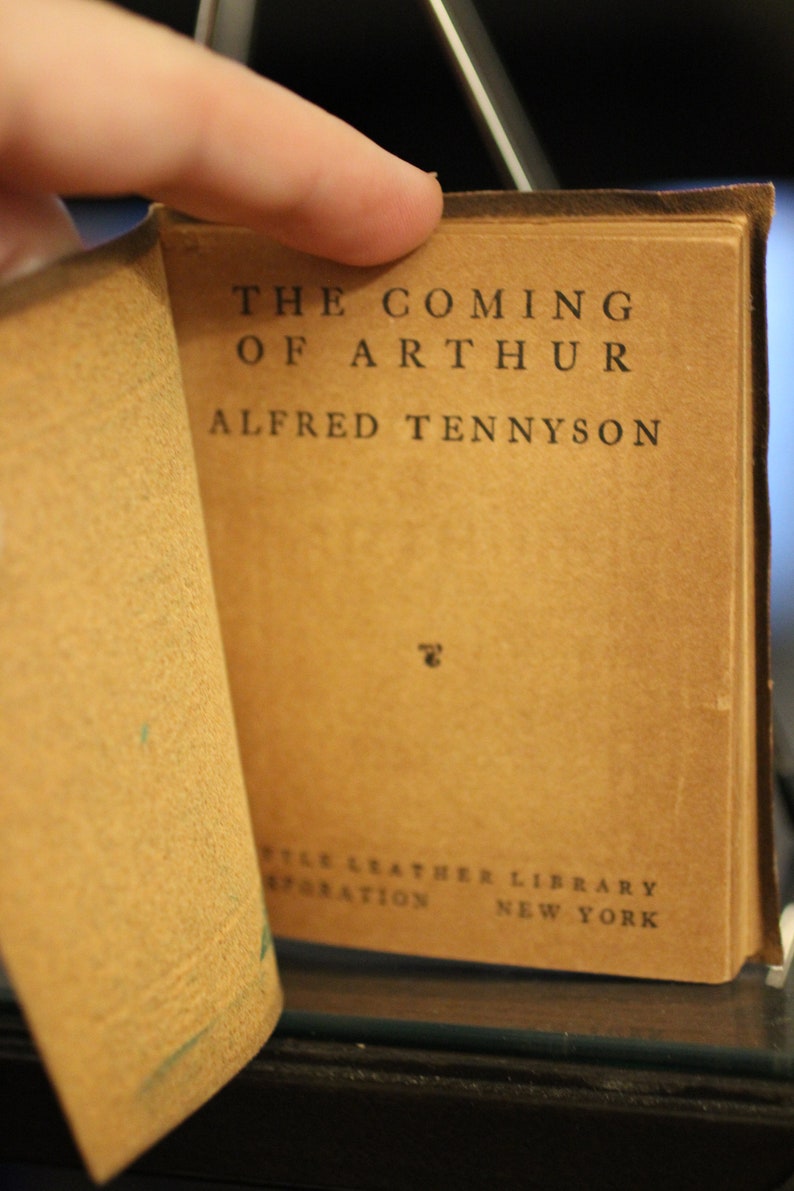 THE COMING
OF ARTHUR
ALFRED TENNYSON
LEATHER LIBRARY
NEW YORK